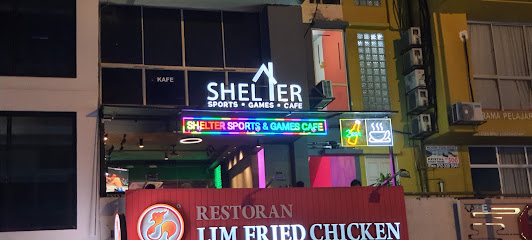 KAFE
SHELTER
SPORTS • GAMES • CAFE
SHELTER SPORTS & GAMES CAFE
RESTORAN
LIM FRIED CHICKEN